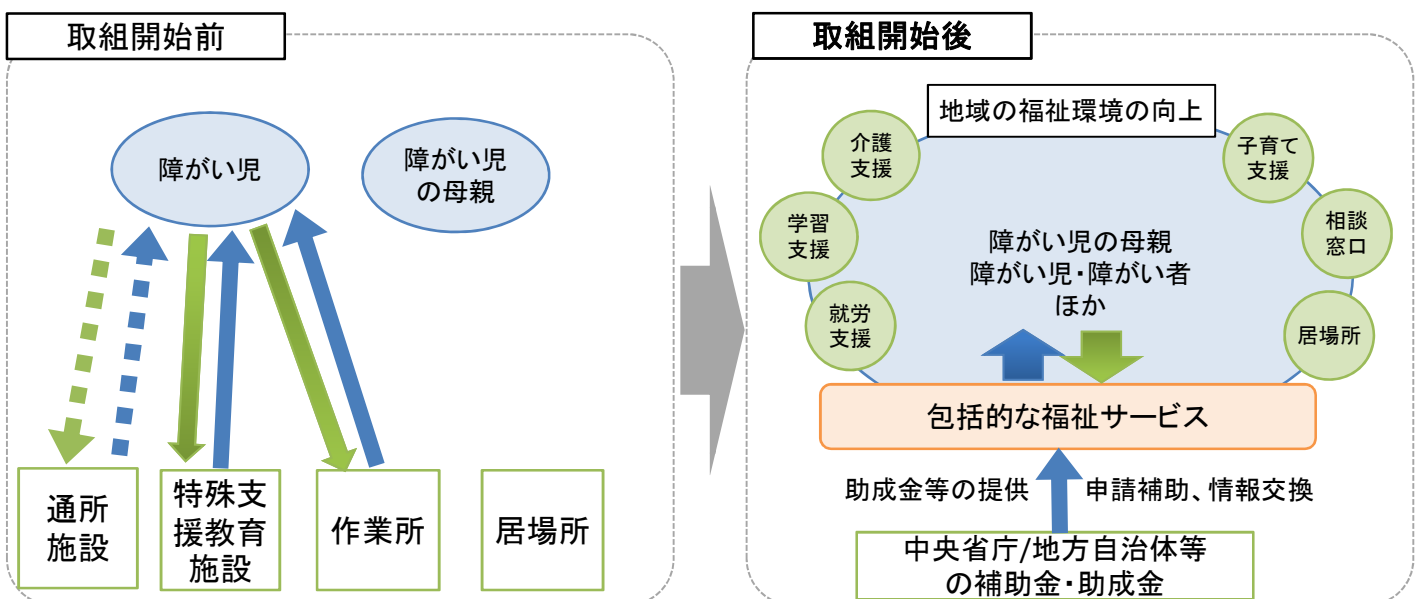 取組開始前
障がい児
障がい児
の母親
通所
施設
特殊支
援教育
施設
作業所
居場所
取組開始後
地域の福祉環境の向上
介護
支援
子育て
支援
学習
支援
相談
窓口
就労
支援
居場所
障がい児の母親
障がい児・障がい者
ほか
包括的な福祉サービス
助成金等の提供
申請補助、情報交換
中央省庁/地方自治体等
の補助金・助成金